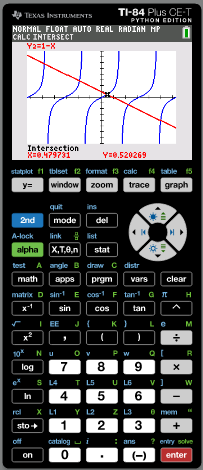 TEXAS INSTRUMENTS TI-84 Plus CE-T
PYTHON EDITION
NORMAL FLOAT AUTO REAL RADIAN MP
CALC INTERSECT
Y2=1-X
Intersection
X=0.479731 Y=0.520269
statplot f1 tblset f2 format f3 calc f4 table f5
y= window zoom trace graph
quit ins
2nd mode del
A-lock link list
alpha X,T,θ,n stat
test A angle B draw C distr
math apps prgm vars clear
matrix D sin⁻¹ E cos⁻¹ F tan⁻¹ G π H
x⁻¹ sin cos tan ^
√ I EE J { K } L e M
x² , ( ) ÷
10ˣ N u O v P w Q [ R
log 7 8 9 ×
eˣ S L4 T L5 U L6 V ] W
ln 4 5 6 −
rcl X L1 Y L2 Z L3 θ mem "
sto→ 1 2 3 +
off catalog i : ans ? entry solve
on 0 . (-) enter